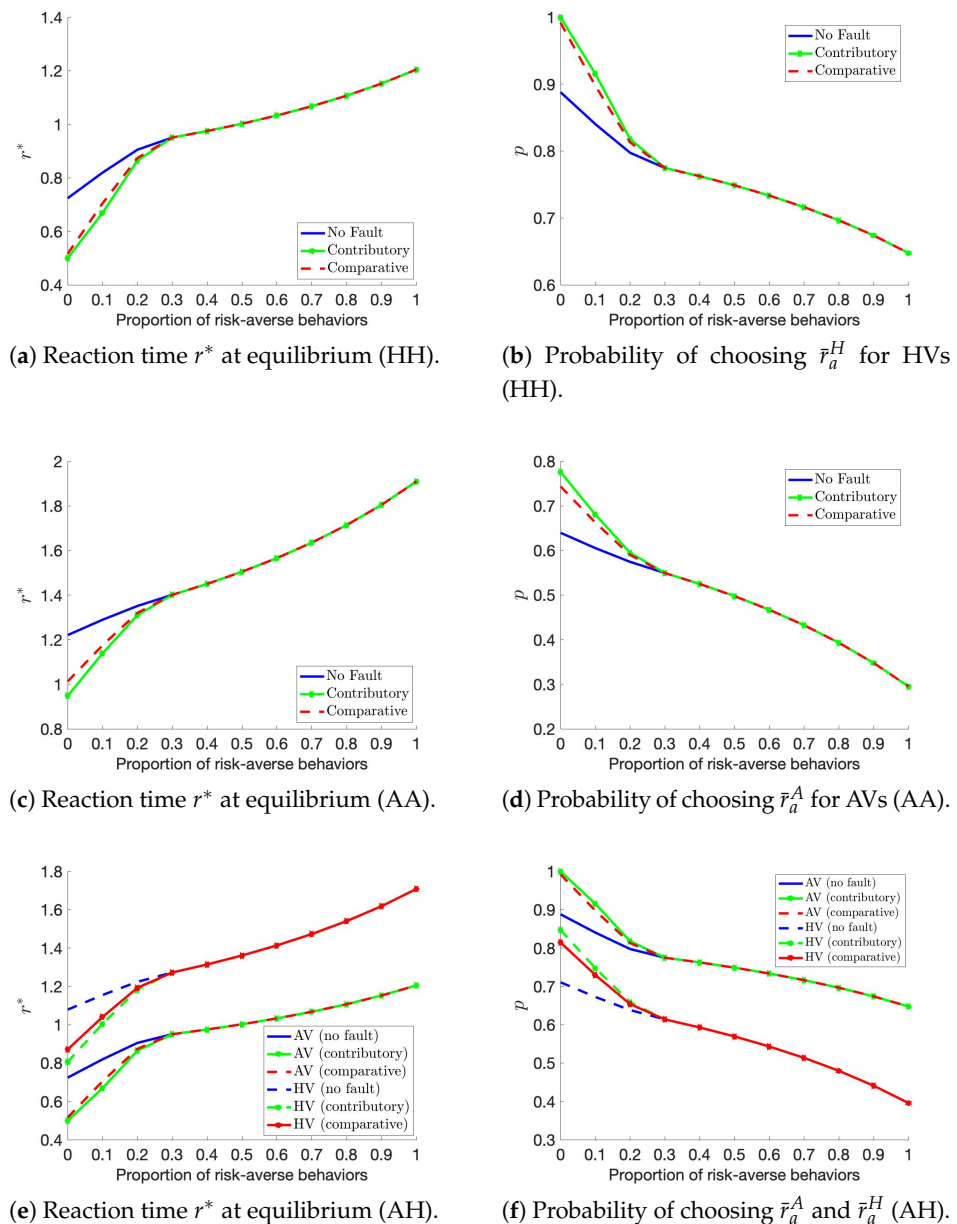 1.4
1.2
1
0.8
0.6
0.4
r*
No Fault
Contributory
Comparative
0 0.1 0.2 0.3 0.4 0.5 0.6 0.7 0.8 0.9 1
Proportion of risk-averse behaviors
(a) Reaction time r* at equilibrium (HH).
1
0.9
0.8
0.7
0.6
p
No Fault
Contributory
Comparative
0 0.1 0.2 0.3 0.4 0.5 0.6 0.7 0.8 0.9 1
Proportion of risk-averse behaviors
(b) Probability of choosing r̄_a^H for HVs
(HH).
2
1.8
1.6
1.4
1.2
1
0.8
r*
No Fault
Contributory
Comparative
0 0.1 0.2 0.3 0.4 0.5 0.6 0.7 0.8 0.9 1
Proportion of risk-averse behaviors
(c) Reaction time r* at equilibrium (AA).
0.8
0.7
0.6
0.5
0.4
0.3
0.2
p
No Fault
Contributory
Comparative
0 0.1 0.2 0.3 0.4 0.5 0.6 0.7 0.8 0.9 1
Proportion of risk-averse behaviors
(d) Probability of choosing r̄_a^A for AVs (AA).
1.8
1.6
1.4
1.2
1
0.8
0.6
0.4
r*
AV (no fault)
AV (contributory)
AV (comparative)
HV (no fault)
HV (contributory)
HV (comparative)
0 0.1 0.2 0.3 0.4 0.5 0.6 0.7 0.8 0.9 1
Proportion of risk-averse behaviors
(e) Reaction time r* at equilibrium (AH).
1
0.9
0.8
0.7
0.6
0.5
0.4
0.3
p
AV (no fault)
AV (contributory)
AV (comparative)
HV (no fault)
HV (contributory)
HV (comparative)
0 0.1 0.2 0.3 0.4 0.5 0.6 0.7 0.8 0.9 1
Proportion of risk-averse behaviors
(f) Probability of choosing r̄_a^A and r̄_a^H (AH).